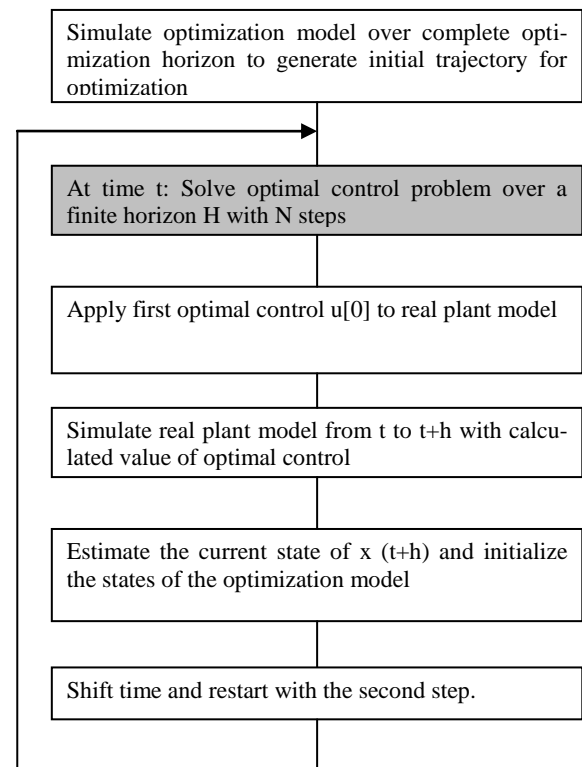 Simulate optimization model over complete opti-
mization horizon to generate initial trajectory for
optimization
At time t: Solve optimal control problem over a
finite horizon H with N steps
Apply first optimal control u[0] to real plant model
Simulate real plant model from t to t+h with calcu-
lated value of optimal control
Estimate the current state of x (t+h) and initialize
the states of the optimization model
Shift time and restart with the second step.